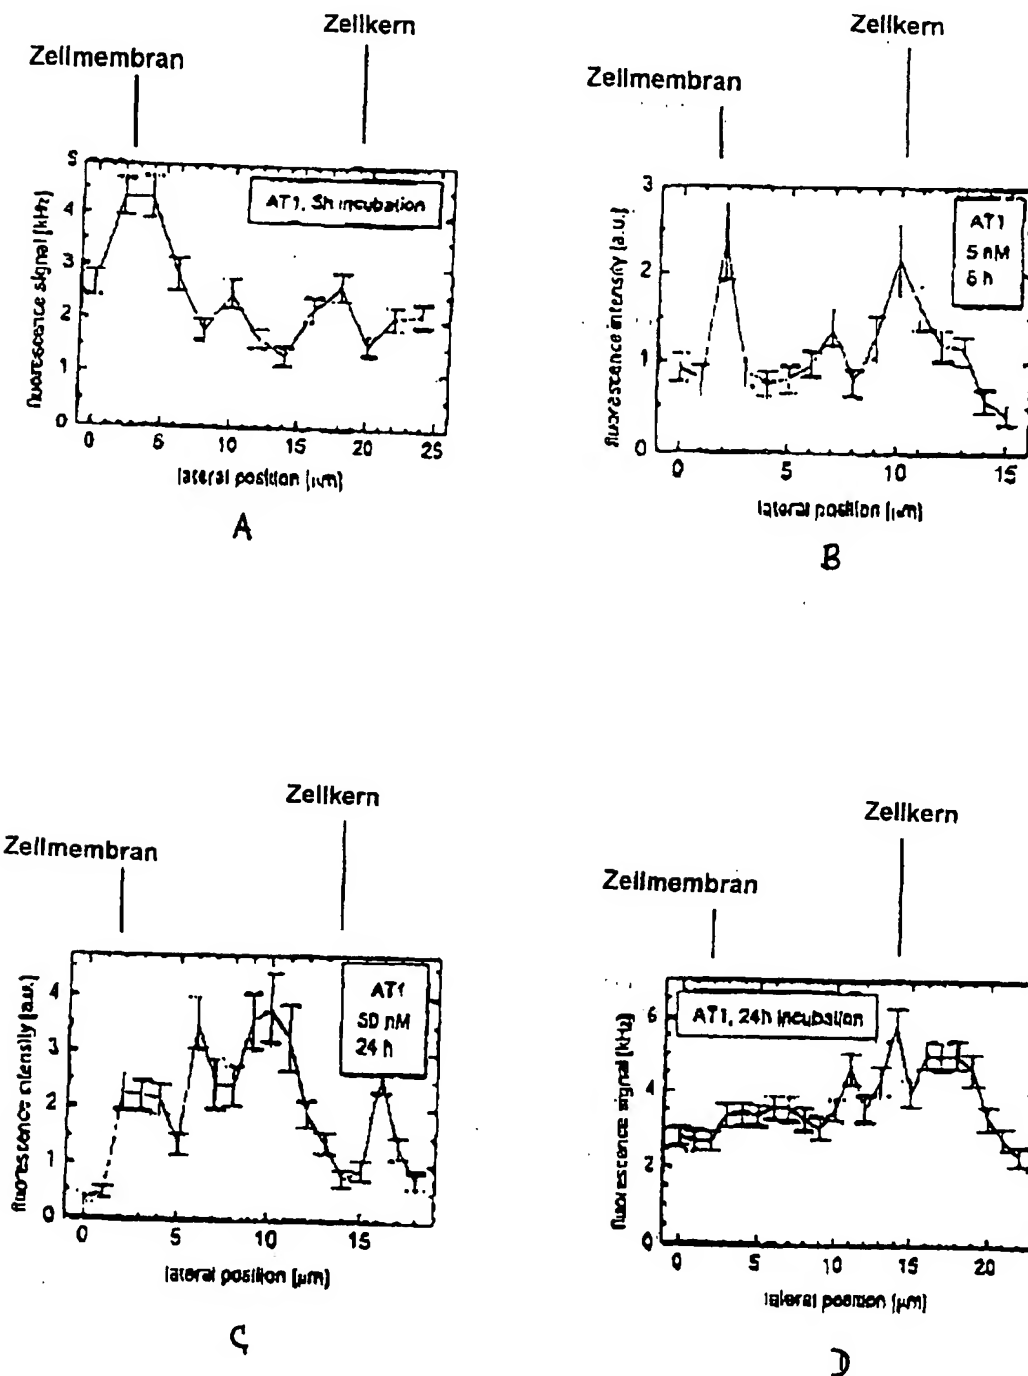 Zellkern
Zellmembran
5
4
3
2
1
0
fluorescence signal [kHz]
AT1, 5h incubation
0
5
10
15
20
25
lateral position [µm]
A
Zellkern
Zellmembran
3
2
1
0
fluorescence intensity [a.u.]
AT1
5 nM
0
5
10
15
lateral position [µm]
B
Zellkern
Zellmembran
4
3
2
1
0
fluorescence intensity [a.u.]
AT1
50 nM
24 h
0
5
10
15
lateral position [µm]
C
Zellkern
Zellmembran
6
4
2
0
fluorescence signal [kHz]
AT1, 24h incubation
0
5
10
15
20
lateral position [µm]
D